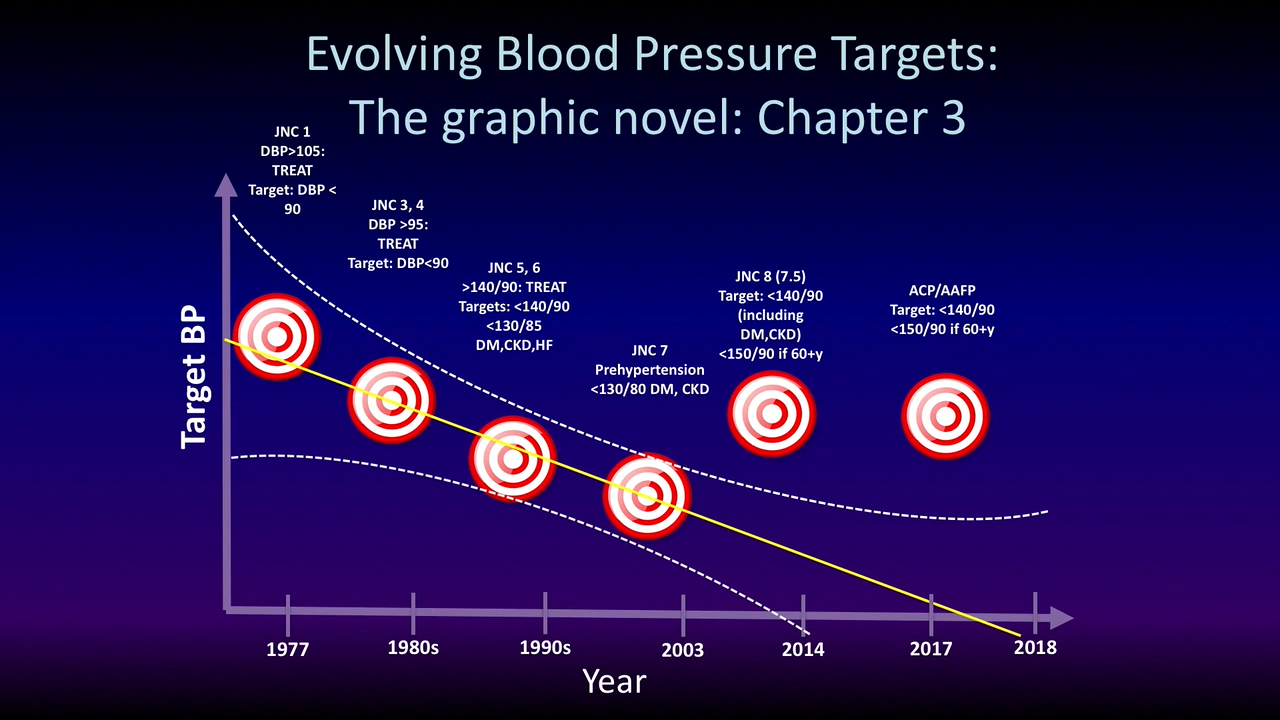 Evolving Blood Pressure Targets:
The graphic novel: Chapter 3
JNC 1
DBP>105:
TREAT
Target: DBP <
90
JNC 3, 4
DBP >95:
TREAT
Target: DBP<90
JNC 5, 6
>140/90: TREAT
Targets: <140/90
<130/85
DM,CKD,HF
JNC 7
Prehypertension
<130/80 DM, CKD
JNC 8 (7.5)
Target: <140/90
(including
DM,CKD)
<150/90 if 60+y
ACP/AAFP
Target: <140/90
<150/90 if 60+y
Target BP
1977
1980s
1990s
2003
2014
2017
2018
Year